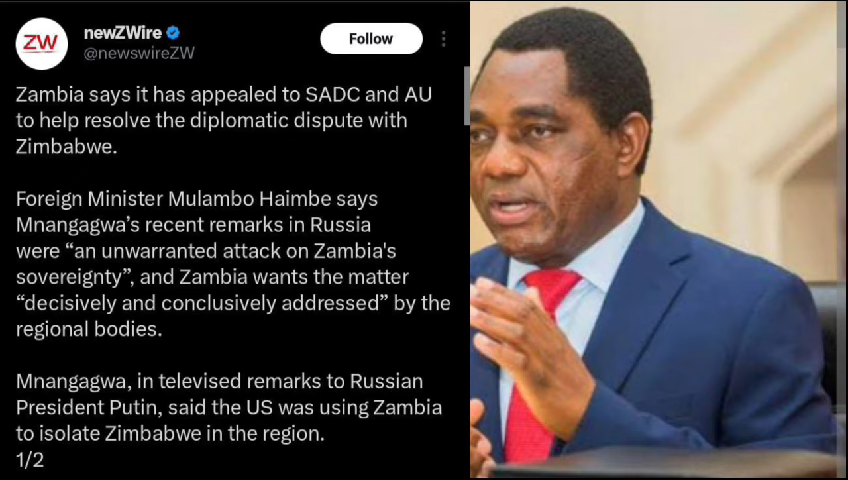 ZW
newZWire
@newswireZW
Follow
Zambia says it has appealed to SADC and AU
to help resolve the diplomatic dispute with
Zimbabwe.
Foreign Minister Mulambo Haimbe says
Mnangagwa’s recent remarks in Russia
were “an unwarranted attack on Zambia's
sovereignty”, and Zambia wants the matter
“decisively and conclusively addressed” by the
regional bodies.
Mnangagwa, in televised remarks to Russian
President Putin, said the US was using Zambia
to isolate Zimbabwe in the region.
1/2